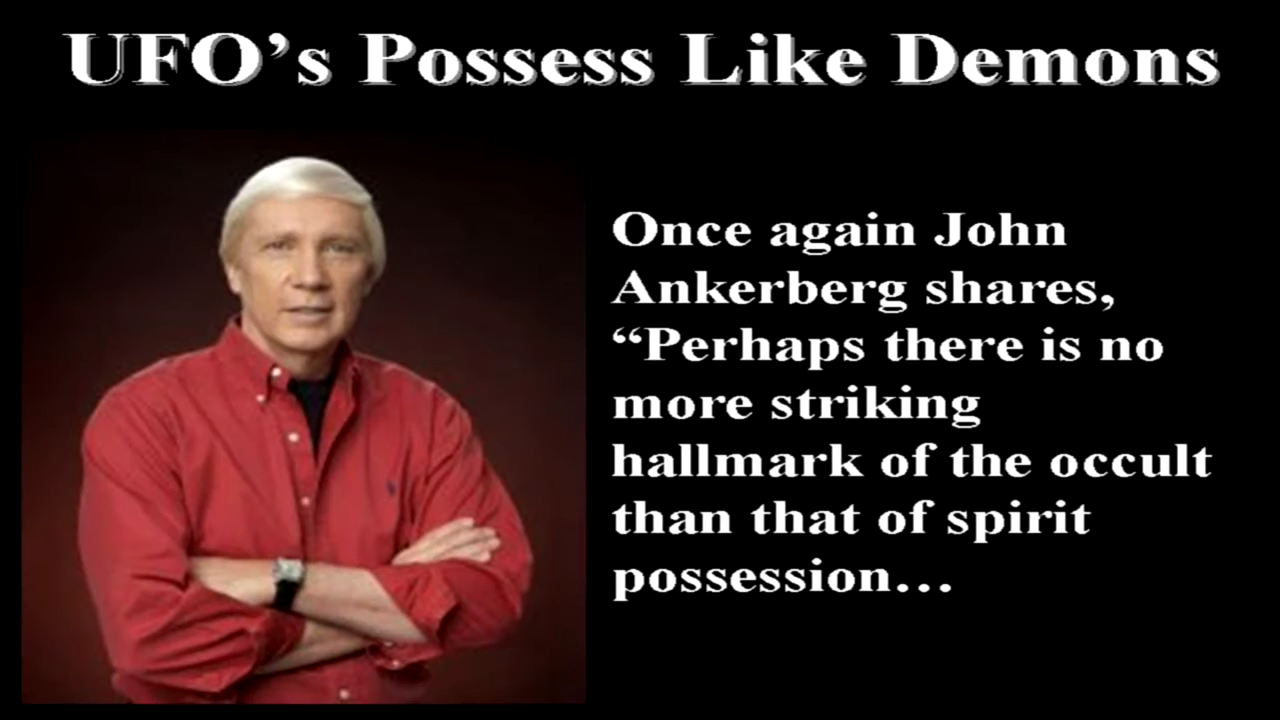 UFO’s Possess Like Demons
Once again John
Ankerberg shares,
“Perhaps there is no
more striking
hallmark of the occult
than that of spirit
possession…